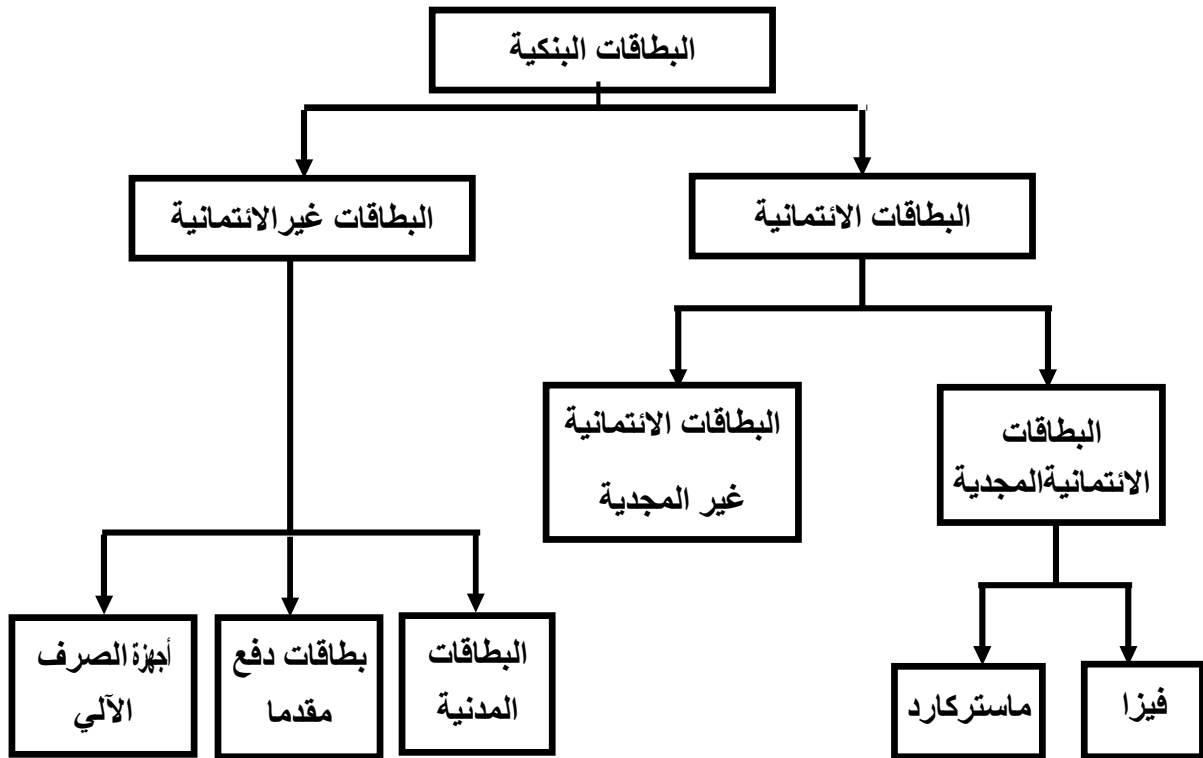 البطاقات البنكية
البطاقات الائتمانية
البطاقات غيرالائتمانية
البطاقات
الائتمانيةالمجدية
البطاقات الائتمانية
غير المجدية
فيزا
ماستركارد
البطاقات
المدنية
بطاقات دفع
مقدما
أجهزة الصرف
الآلي